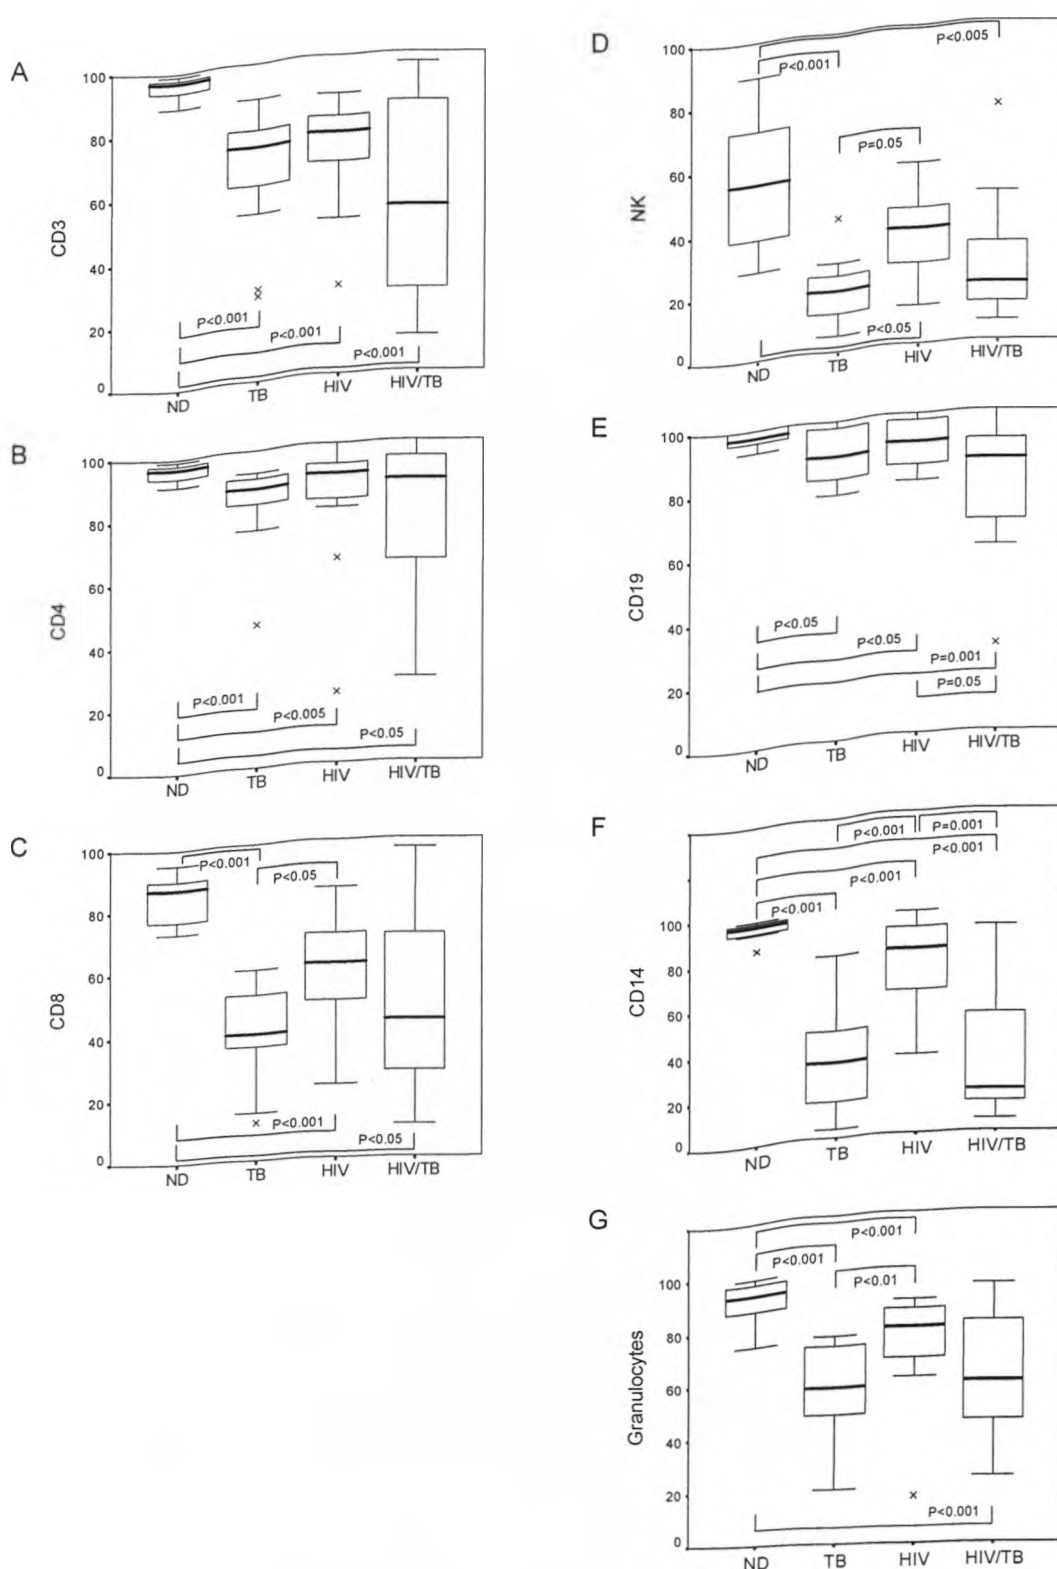 A
100
80
60
40
20
0
CD3
P<0.001
P<0.001
P<0.001
ND
TB
HIV
HIV/TB
B
100
80
60
40
20
0
CD4
P<0.001
P<0.005
P<0.05
ND
TB
HIV
HIV/TB
C
100
80
60
40
20
0
CD8
P<0.001
P<0.05
P<0.001
P<0.05
ND
TB
HIV
HIV/TB
D
100
80
60
40
20
0
NK
P<0.005
P<0.001
P=0.05
P<0.05
ND
TB
HIV
HIV/TB
E
100
80
60
40
20
0
CD19
P<0.05
P<0.05
P=0.001
P=0.05
ND
TB
HIV
HIV/TB
F
100
80
60
40
20
0
CD14
P<0.001
P=0.001
P<0.001
P<0.001
P<0.001
ND
TB
HIV
HIV/TB
G
100
80
60
40
20
0
Granulocytes
P<0.001
P<0.001
P<0.01
P<0.001
ND
TB
HIV
HIV/TB